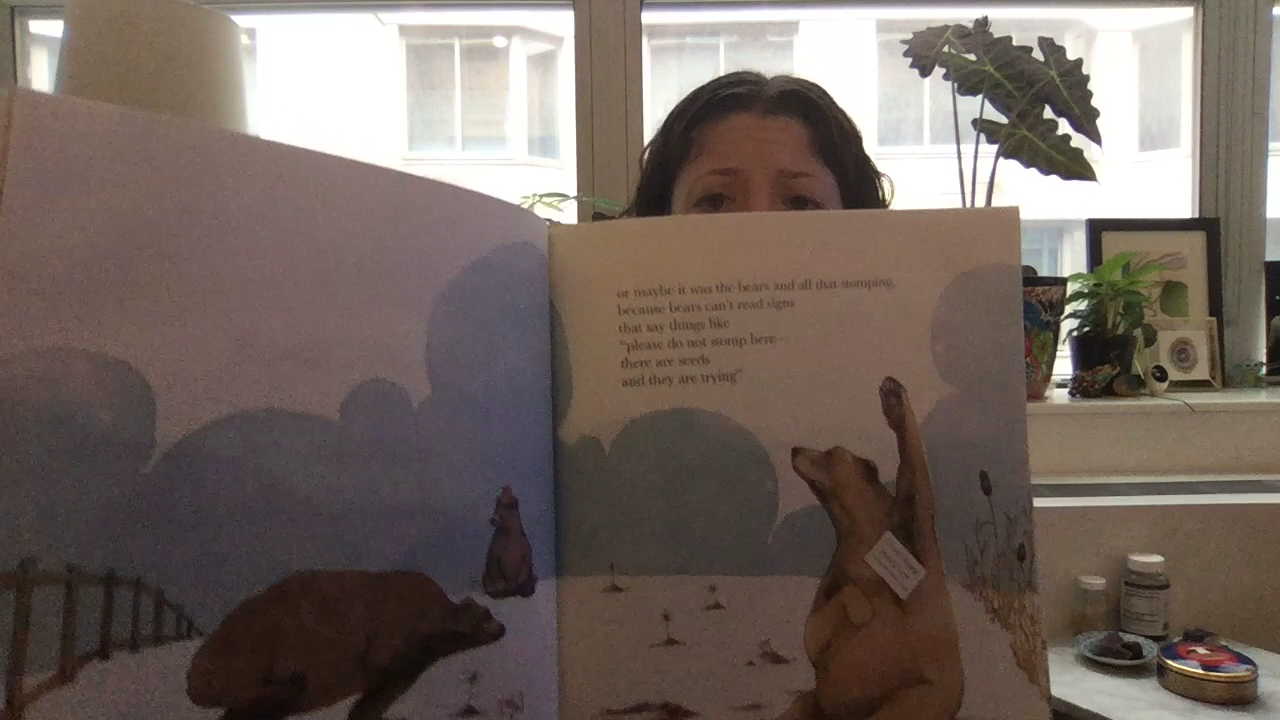 or maybe it was the bears and all that stomping,
because bears can't read signs
that say things like
"please do not stomp here—
there are seeds
and they are trying"